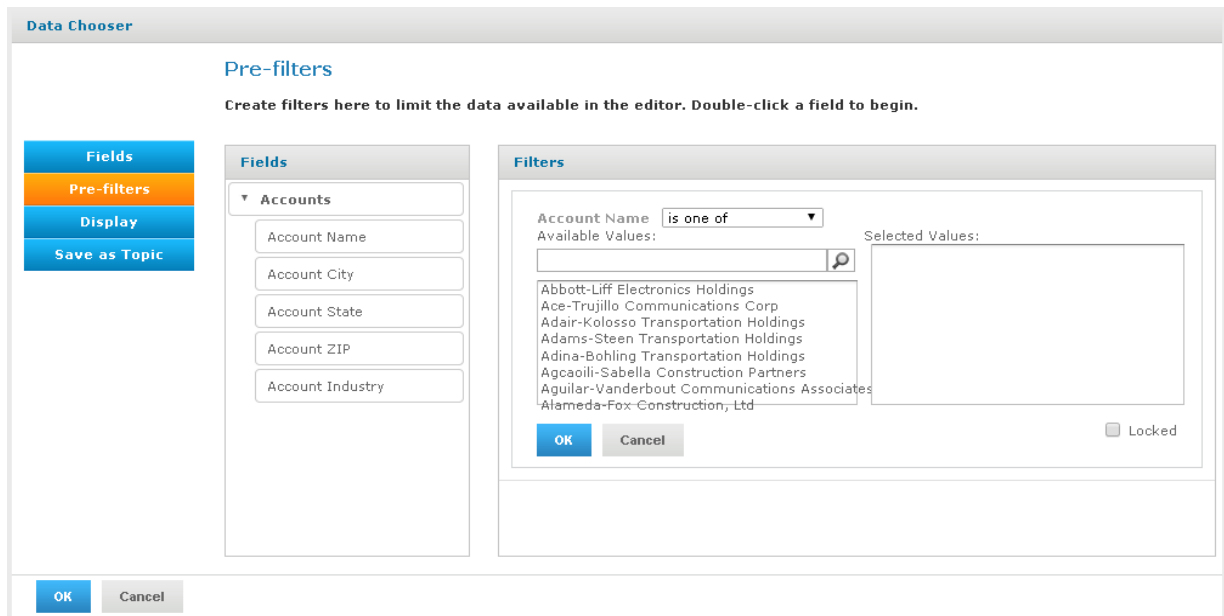 Data Chooser
Pre-filters
Create filters here to limit the data available in the editor. Double-click a field to begin.
Fields
Pre-filters
Display
Save as Topic
Fields
Accounts
Account Name
Account City
Account State
Account ZIP
Account Industry
Filters
Account Name is one of
Available Values:
Abbott-Liff Electronics Holdings
Ace-Trujillo Communications Corp
Adair-Kolosso Transportation Holdings
Adams-Steen Transportation Holdings
Adina-Bohling Transportation Holdings
Agcaoili-Sabella Construction Partners
Aguilar-Vanderbout Communications Associates
Alameda-Fox Construction, Ltd
Selected Values:
OK Cancel
Locked
OK Cancel